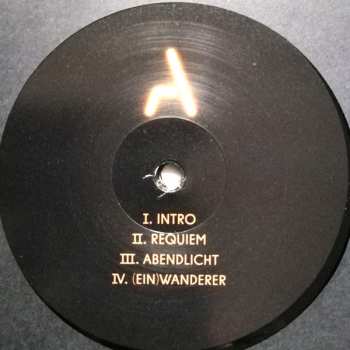 A
I. INTRO
II. REQUIEM
III. ABENDLICHT
IV. (EIN)WANDERER